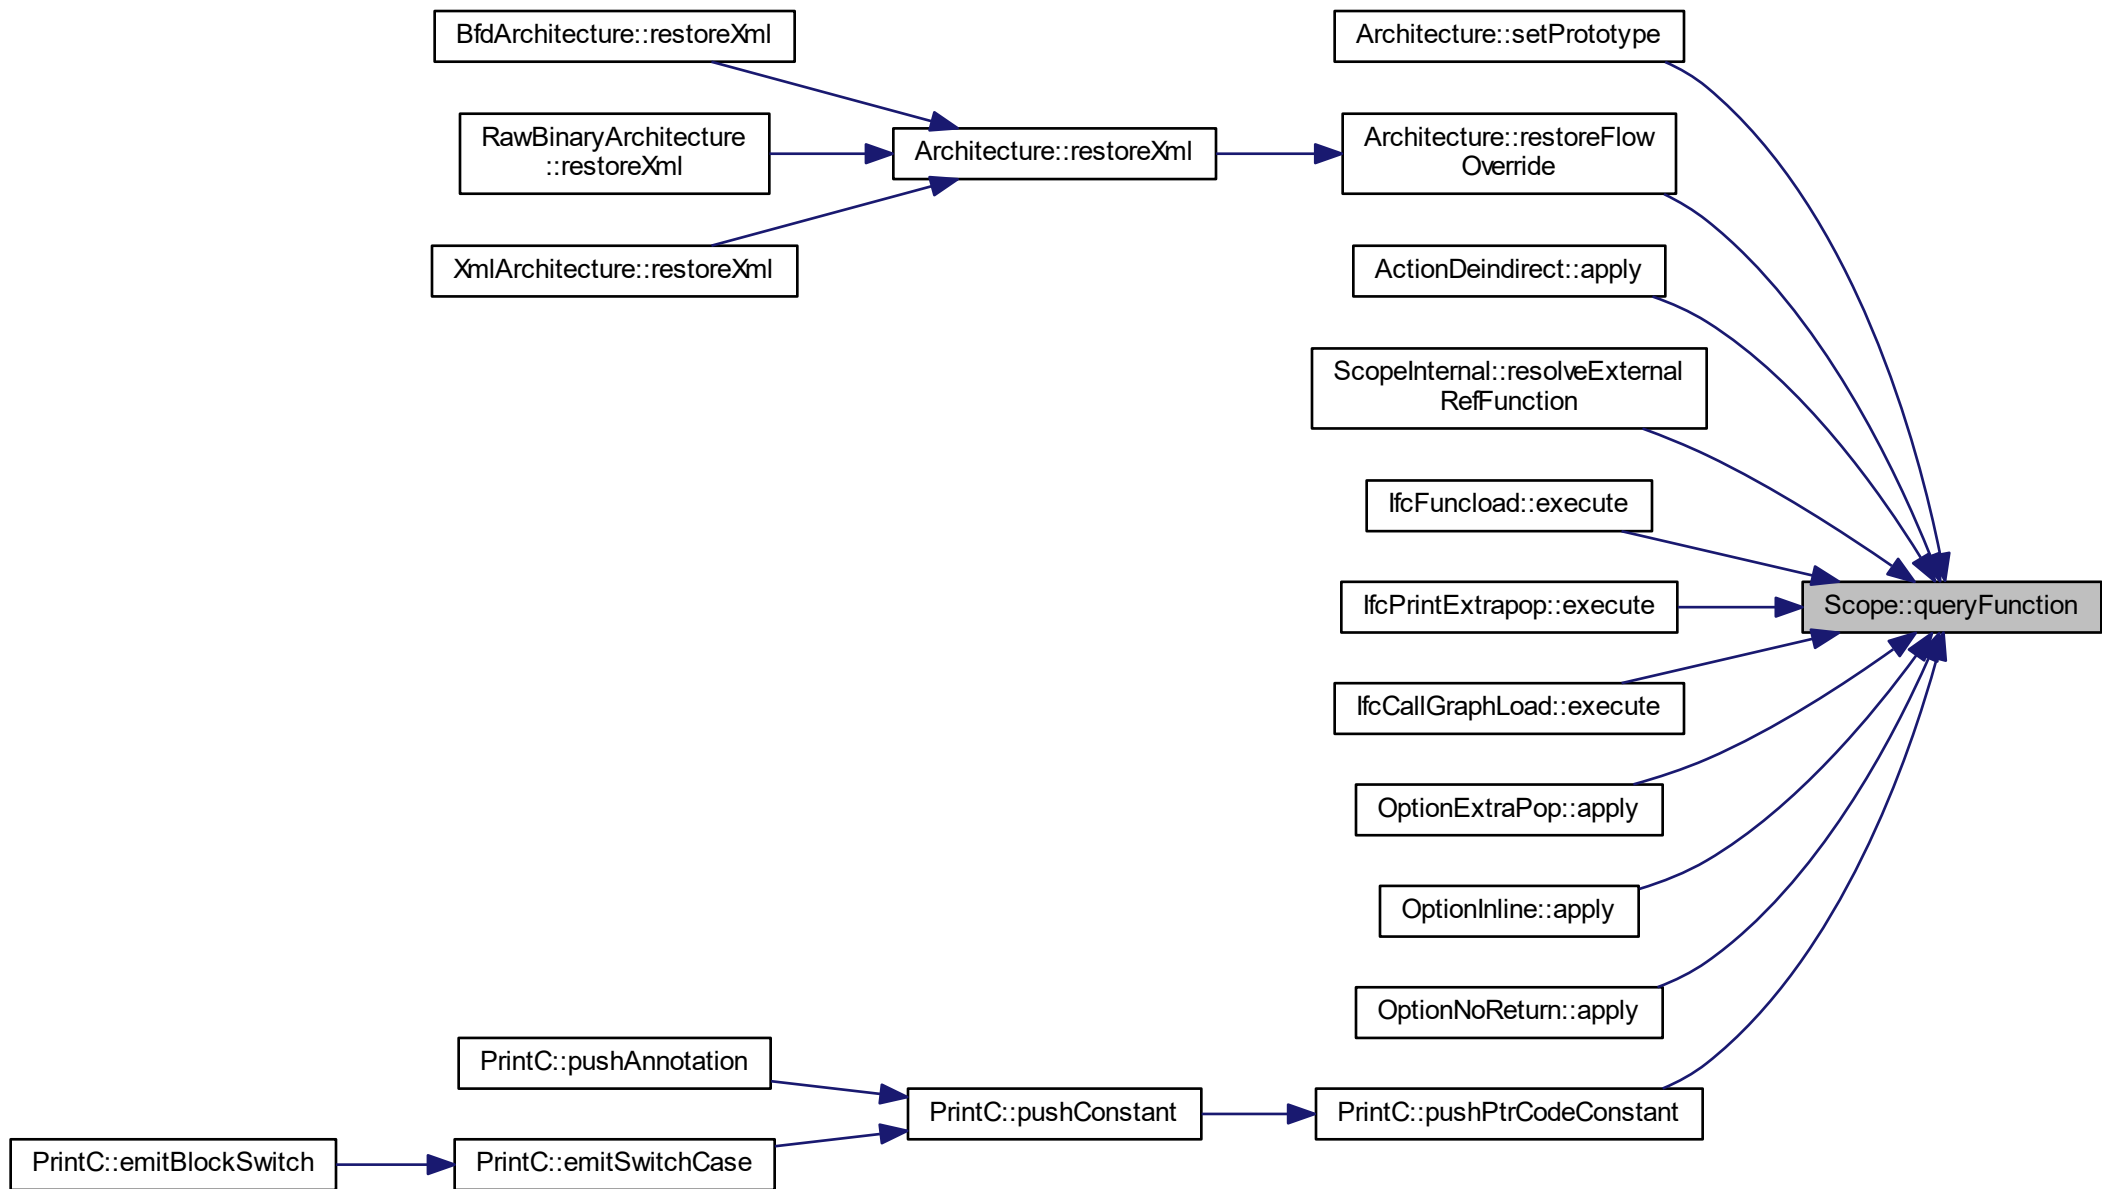 BfdArchitecture::restoreXml
Architecture::setPrototype
RawBinaryArchitecture
::restoreXml
Architecture::restoreXml
Architecture::restoreFlow
Override
XmlArchitecture::restoreXml
ActionDeindirect::apply
ScopeInternal::resolveExternal
RefFunction
IfcFuncload::execute
IfcPrintExtrapop::execute
Scope::queryFunction
IfcCallGraphLoad::execute
OptionExtraPop::apply
OptionInline::apply
OptionNoReturn::apply
PrintC::pushAnnotation
PrintC::pushConstant
PrintC::pushPtrCodeConstant
PrintC::emitBlockSwitch
PrintC::emitSwitchCase